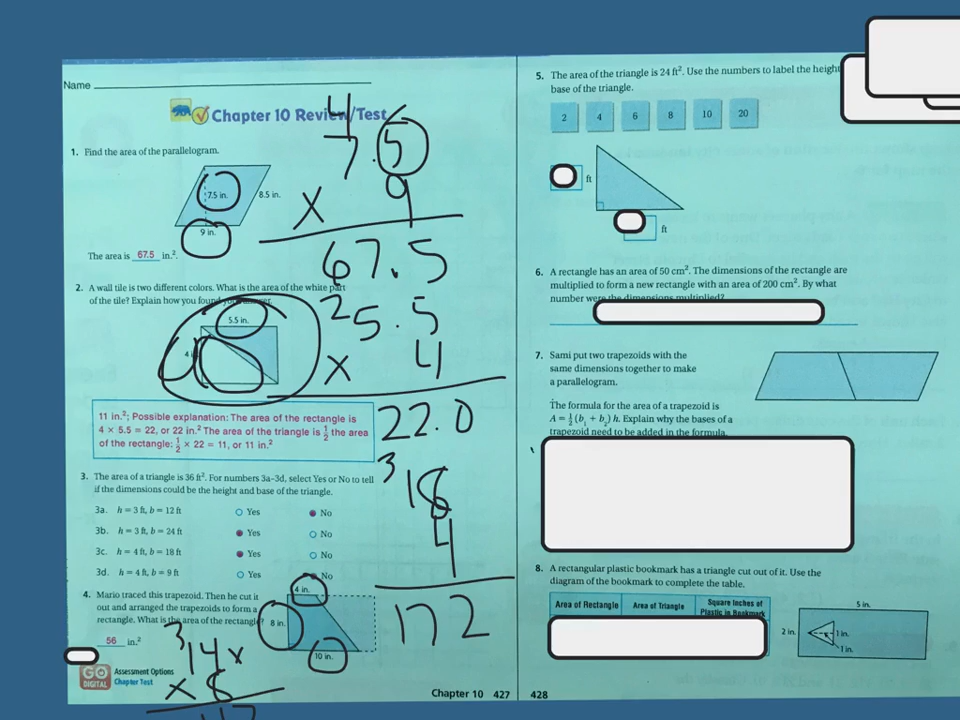 Name
Chapter 10 Review/Test
1. Find the area of the parallelogram.
7.5 in.
8.5 in.
9 in.
The area is 67.5 in.².
2. A wall tile is two different colors. What is the area of the white part
of the tile? Explain how you found
5.5 in.
4 i
11 in.²; Possible explanation: The area of the rectangle is
4 × 5.5 = 22, or 22 in.² The area of the triangle is 1/2 the area
of the rectangle; 1/2 × 22 = 11, or 11 in.²
3. The area of a triangle is 36 ft². For numbers 3a–3d, select Yes or No to tell
if the dimensions could be the height and base of the triangle.
3a. h = 3 ft, b = 12 ft Yes No
3b. h = 3 ft, b = 24 ft Yes No
3c. h = 4 ft, b = 18 ft Yes No
3d. h = 4 ft, b = 9 ft Yes No
4. Mario traced this trapezoid. Then he cut it
out and arranged the trapezoids to form a
rectangle. What is the area of the rectangle?
56 in.²
4 in.
8 in.
10 in.
GO
DIGITAL
Assessment Options
Chapter Test
Chapter 10 427
4
7.5
× 9
67.5
2
5.5
× 4
22.0
3
18
4
172
3
14 x
× 8
5. The area of the triangle is 24 ft². Use the numbers to label the height
base of the triangle.
2 4 6 8 10 20
ft
ft
6. A rectangle has an area of 50 cm². The dimensions of the rectangle are
multiplied to form a new rectangle with an area of 200 cm². By what
number were the dimensions multiplied?
7. Sami put two trapezoids with the
same dimensions together to make
a parallelogram.
The formula for the area of a trapezoid is
A = 1/2 (b₁ + b₂) h. Explain why the bases of a
trapezoid need to be added in the formula.
8. A rectangular plastic bookmark has a triangle cut out of it. Use the
diagram of the bookmark to complete the table.
Area of Rectangle Area of Triangle Square Inches of
Plastic in Bookmark
5 in.
2 in.
1 in.
1 in.
428